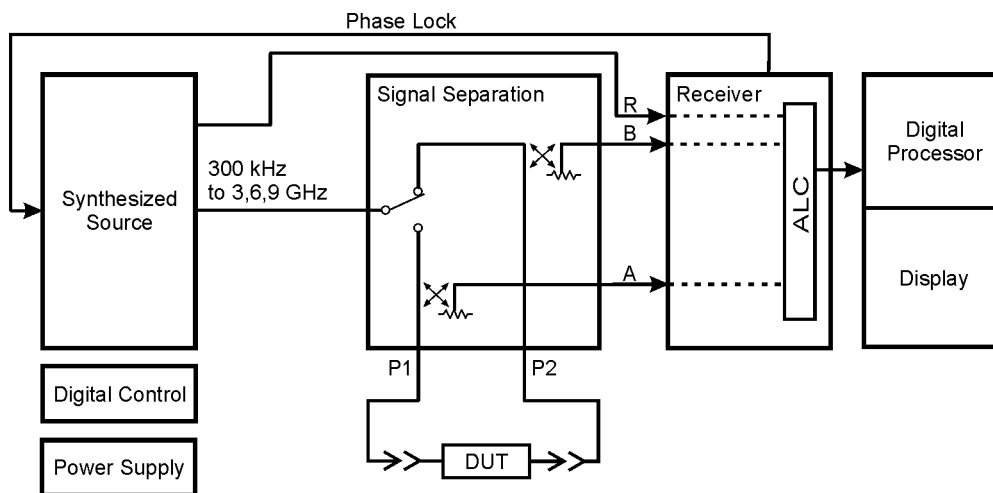 Phase Lock
Signal Separation
Receiver
R
B
Digital
Processor
300 kHz
to 3,6,9 GHz
Synthesized
Source
ALC
A
Display
P1
P2
Digital Control
DUT
Power Supply